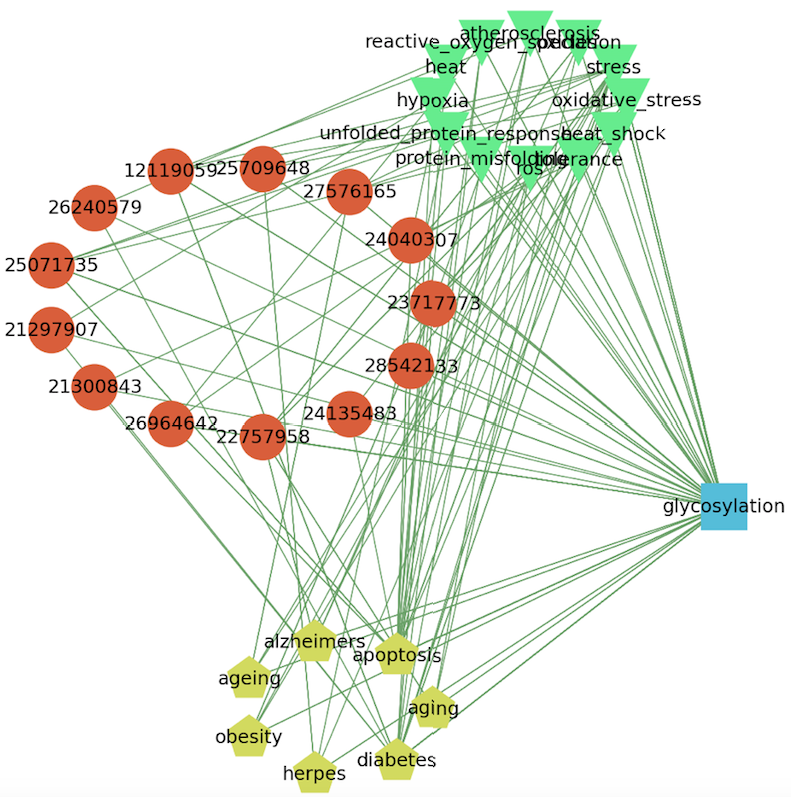 atherosclerosis
reactive_oxygen_species
heat
stress
hypoxia
oxidative_stress
unfolded_protein_response
heat_shock
protein_misfolding
tolerance
ros
12119059
25709648
27576165
26240579
24040307
25071735
23717773
21297907
28542133
21300843
24135483
26964642
22757958
glycosylation
alzheimers
apoptosis
ageing
aging
obesity
diabetes
herpes